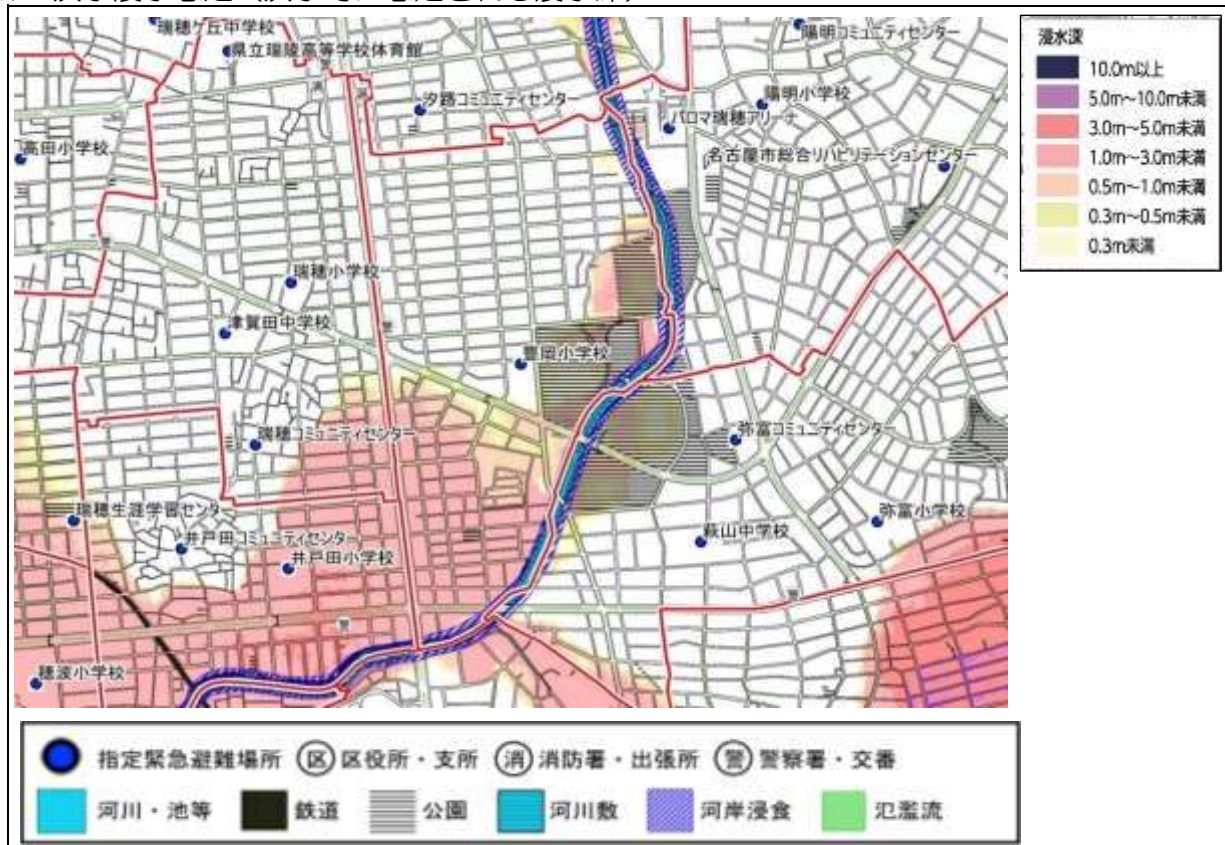 瑞穂ケ丘中学校
県立瑞陵高等学校体育館
陽明コミュニティセンター
汐路コミュニティセンター
陽明小学校
パロマ瑞穂アリーナ
高田小学校
名古屋市総合リハビリテーションセンター
瑞穂小学校
津賀田中学校
豊岡小学校
瑞穂コミュニティセンター
弥富コミュニティセンター
瑞穂生涯学習センター
弥富小学校
井戸田コミュニティセンター
萩山中学校
井戸田小学校
穂波小学校
浸水深
10.0m以上
5.0m～10.0m未満
3.0m～5.0m未満
1.0m～3.0m未満
0.5m～1.0m未満
0.3m～0.5m未満
0.3m未満
指定緊急避難場所 区 区役所・支所 消 消防署・出張所 警 警察署・交番
河川・池等 鉄道 公園 河川敷 河岸浸食 氾濫流